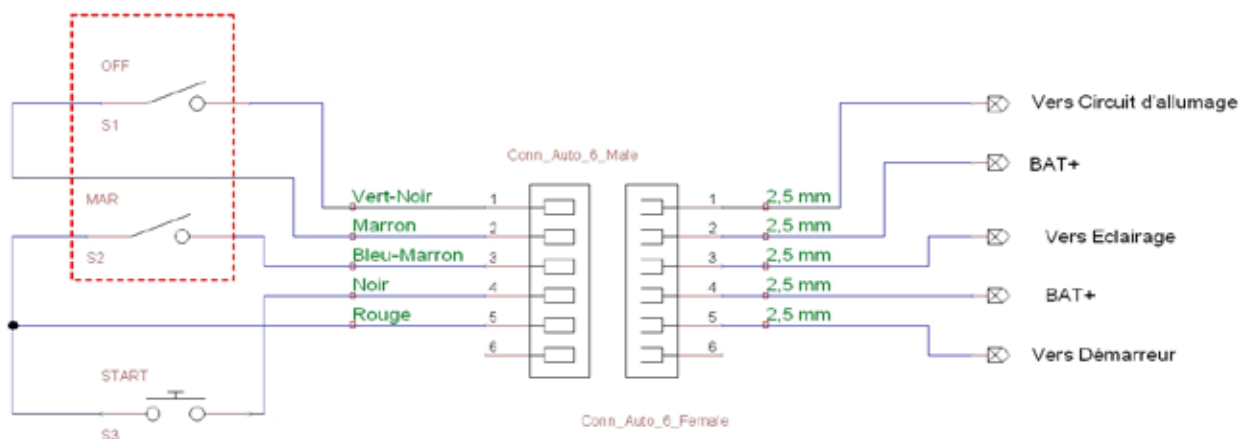 OFF
S1
MAR
S2
START
S3
Conn_Auto_6_Male
Vert-Noir
Marron
Bleu-Marron
Noir
Rouge
1
2
3
4
5
6
1
2
3
4
5
6
Conn_Auto_6_Female
2,5 mm
2,5 mm
2,5 mm
2,5 mm
2,5 mm
Vers Circuit d'allumage
BAT+
Vers Eclairage
BAT+
Vers Démarreur